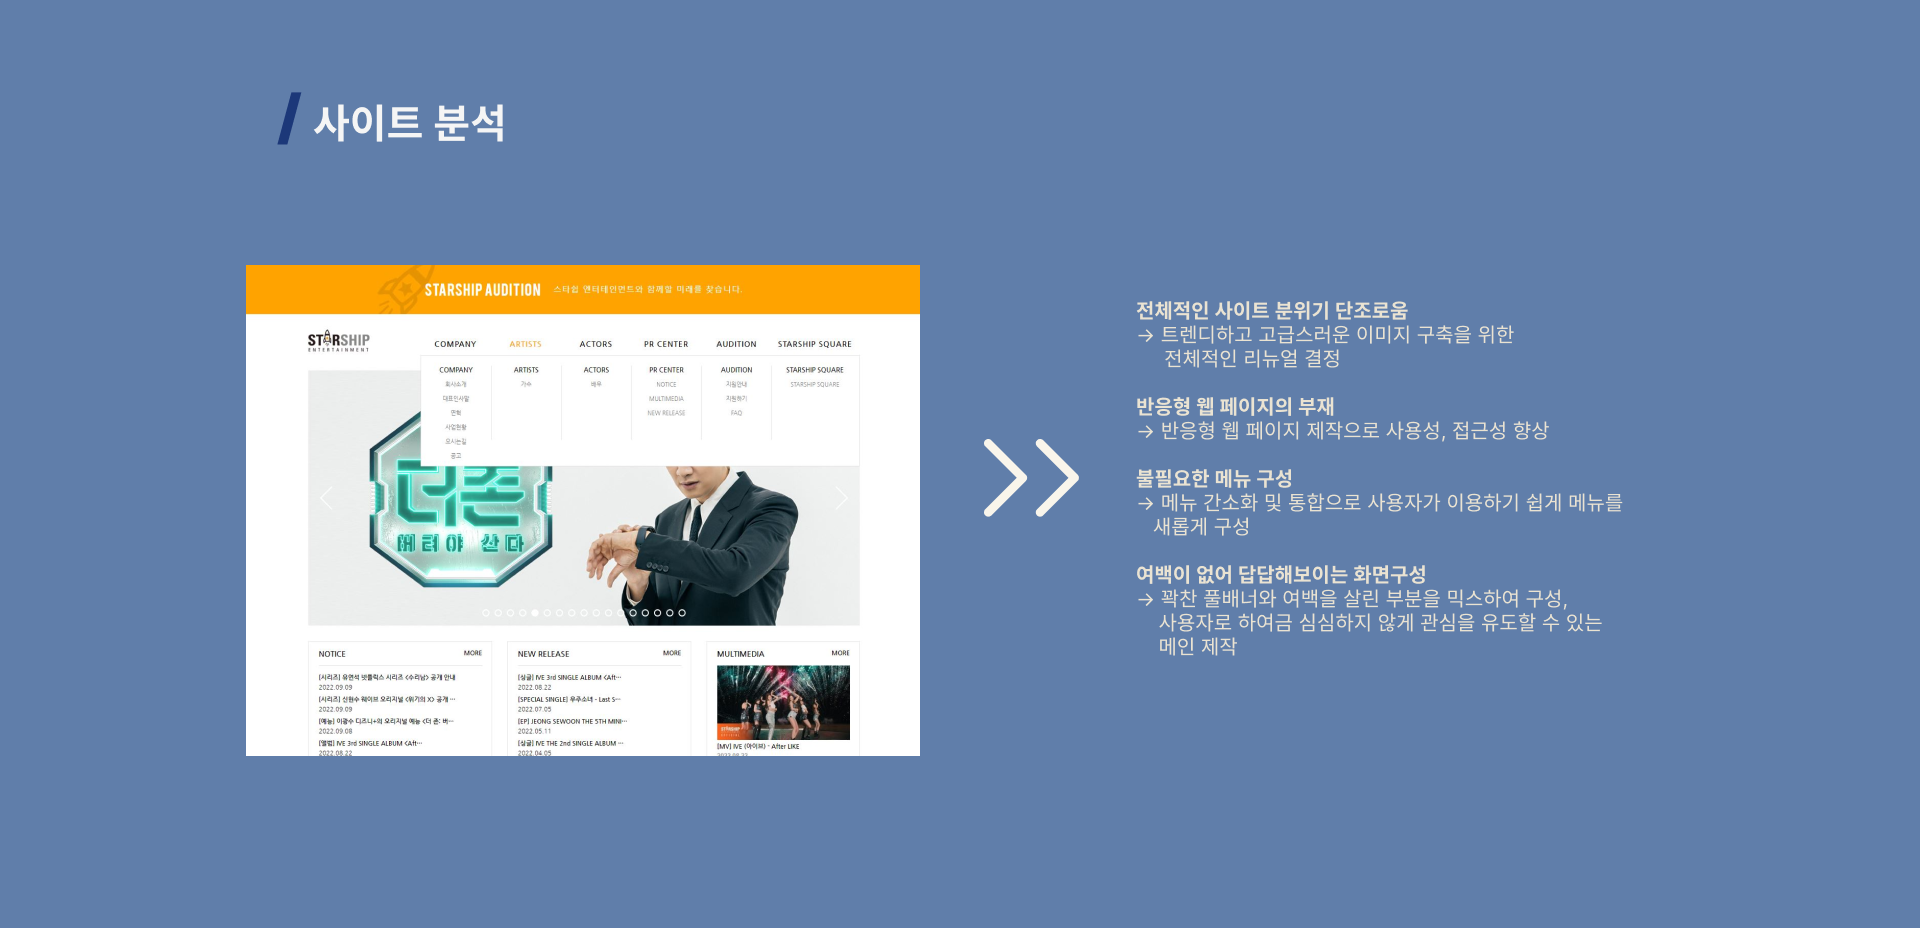 사이트 분석
STARSHIP AUDITION 스타쉽 엔터테인먼트와 함께할 미래를 찾습니다.
STARSHIP
ENTERTAINMENT
COMPANY ARTISTS ACTORS PR CENTER AUDITION STARSHIP SQUARE
COMPANY ARTISTS ACTORS PR CENTER AUDITION STARSHIP SQUARE
회사소개 가수 배우 NOTICE 지원안내 STARSHIP SQUARE
대표인사말 MULTIMEDIA 지원하기
연혁 NEW RELEASE FAQ
사업현황
오시는길
공고
더존
버려야 산다
NOTICE MORE
[시리즈] 유연석 넷플릭스 시리즈 <수리남> 공개 안내
2022.09.09
[시리즈] 신현수 웨이브 오리지널 <위기의 X> 공개 ···
2022.09.09
[예능] 이광수 디즈니+의 오리지널 예능 <더 존: 버···
2022.09.08
[앨범] IVE 3rd SINGLE ALBUM <Aft···
2022.08.22
NEW RELEASE MORE
[싱글] IVE 3rd SINGLE ALBUM <Aft···
2022.08.22
[SPECIAL SINGLE] 우주소녀 - Last S···
2022.07.05
[EP] JEONG SEWOON THE 5TH MINI···
2022.05.11
[싱글] IVE THE 2nd SINGLE ALBUM ···
2022.04.05
MULTIMEDIA MORE
STARSHIP
[MV] IVE (아이브) - After LIKE
2022.08.22
전체적인 사이트 분위기 단조로움
→ 트렌디하고 고급스러운 이미지 구축을 위한
전체적인 리뉴얼 결정
반응형 웹 페이지의 부재
→ 반응형 웹 페이지 제작으로 사용성, 접근성 향상
불필요한 메뉴 구성
→ 메뉴 간소화 및 통합으로 사용자가 이용하기 쉽게 메뉴를
새롭게 구성
여백이 없어 답답해보이는 화면구성
→ 꽉찬 풀배너와 여백을 살린 부분을 믹스하여 구성,
사용자로 하여금 심심하지 않게 관심을 유도할 수 있는
메인 제작